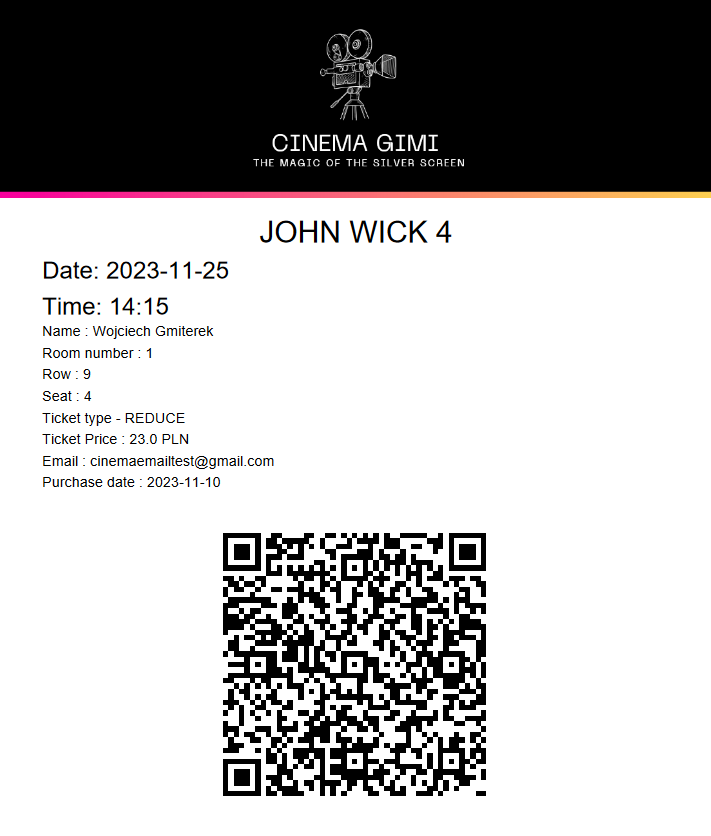 CINEMA GIMI
THE MAGIC OF THE SILVER SCREEN
JOHN WICK 4
Date: 2023-11-25
Time: 14:15
Name : Wojciech Gmiterek
Room number : 1
Row : 9
Seat : 4
Ticket type - REDUCE
Ticket Price : 23.0 PLN
Email : cinemaemailtest@gmail.com
Purchase date : 2023-11-10